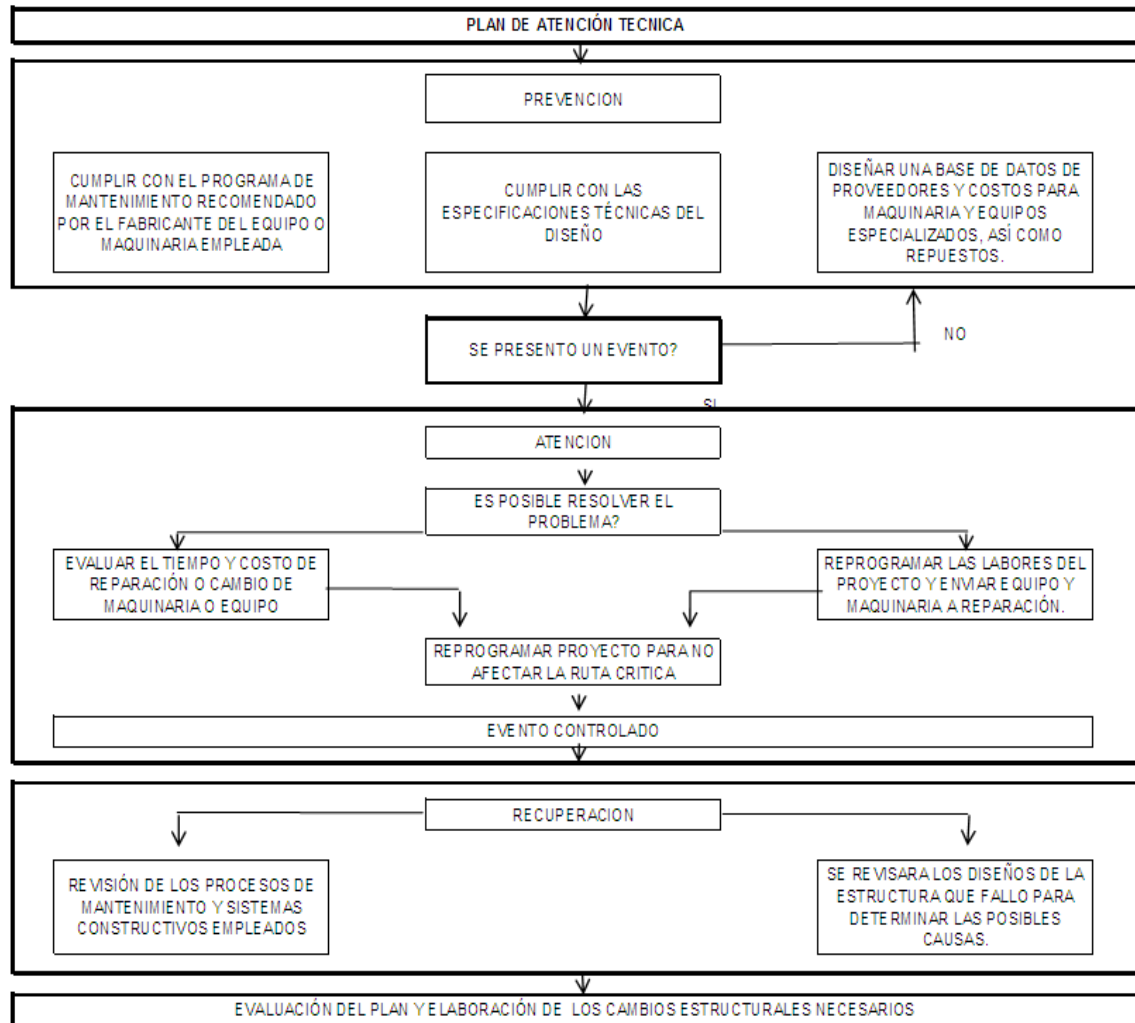 PLAN DE ATENCIÓN TECNICA
PREVENCION
CUMPLIR CON EL PROGRAMA DE
MANTENIMIENTO RECOMENDADO
POR EL FABRICANTE DEL EQUIPO O
MAQUINARIA EMPLEADA
CUMPLIR CON LAS
ESPECIFICACIONES TÉCNICAS DEL
DISEÑO
DISEÑAR UNA BASE DE DATOS DE
PROVEEDORES Y COSTOS PARA
MAQUINARIA Y EQUIPOS
ESPECIALIZADOS, ASÍ COMO
REPUESTOS.
SE PRESENTO UN EVENTO?
NO
SI
ATENCION
ES POSIBLE RESOLVER EL
PROBLEMA?
EVALUAR EL TIEMPO Y COSTO DE
REPARACIÓN O CAMBIO DE
MAQUINARIA O EQUIPO
REPROGRAMAR LAS LABORES DEL
PROYECTO Y ENVIAR EQUIPO Y
MAQUINARIA A REPARACIÓN.
REPROGRAMAR PROYECTO PARA NO
AFECTAR LA RUTA CRITICA
EVENTO CONTROLADO
RECUPERACION
REVISIÓN DE LOS PROCESOS DE
MANTENIMIENTO Y SISTEMAS
CONSTRUCTIVOS EMPLEADOS
SE REVISARA LOS DISEÑOS DE LA
ESTRUCTURA QUE FALLO PARA
DETERMINAR LAS POSIBLES
CAUSAS.
EVALUACIÓN DEL PLAN Y ELABORACIÓN DE LOS CAMBIOS ESTRUCTURALES NECESARIOS